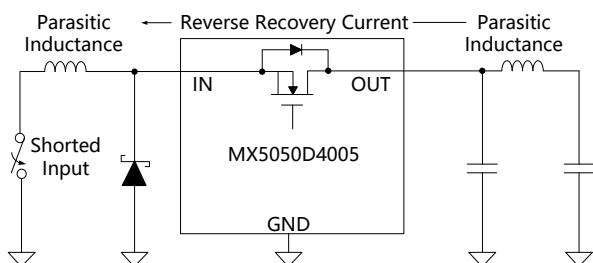 Parasitic
Inductance
Reverse Recovery Current
Parasitic
Inductance
IN
OUT
Shorted
Input
MX5050D4005
GND